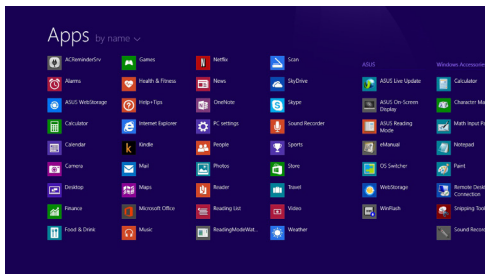 Apps by name
ACReminderSrv
Alarms
ASUS WebStorage
Calculator
Calendar
Camera
Desktop
Finance
Food & Drink
Games
Health & Fitness
Help+Tips
Internet Explorer
Kindle
Mail
Maps
Microsoft Office
Music
Netflix
News
OneNote
PC settings
People
Photos
Reader
Reading List
ReadingModeWat...
Scan
SkyDrive
Skype
Sound Recorder
Sports
Store
Travel
Video
Weather
ASUS
ASUS Live Update
ASUS On-Screen
Display
ASUS Reading
Mode
eManual
OS Switcher
WebStorage
WinFlash
Windows Accessorie
Calculator
Character Ma
Math Input Pa
Notepad
Paint
Remote Desk
Connection
Snipping Tool
Sound Record